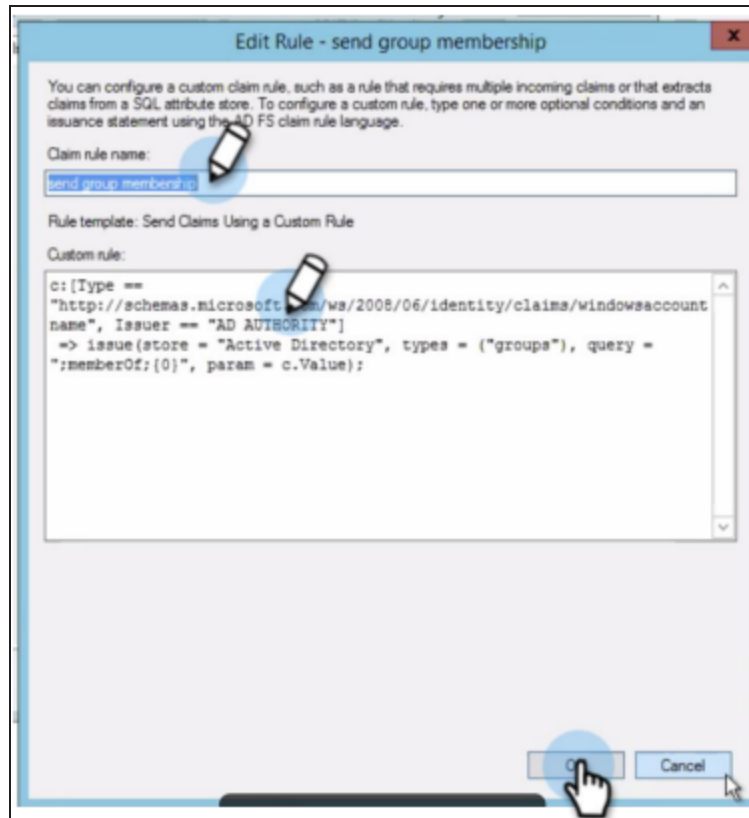 Edit Rule - send group membership
x
You can configure a custom claim rule, such as a rule that requires multiple incoming claims or that extracts
claims from a SQL attribute store. To configure a custom rule, type one or more optional conditions and an
issuance statement using the AD FS claim rule language.
Claim rule name:
send group membership
Rule template: Send Claims Using a Custom Rule
Custom rule:
c:[Type ==
"http://schemas.microsoft.com/ws/2008/06/identity/claims/windowsaccount
name", Issuer == "AD AUTHORITY"]
=> issue(store = "Active Directory", types = ("groups"), query =
";memberOf;{0}", param = c.Value);
Cancel